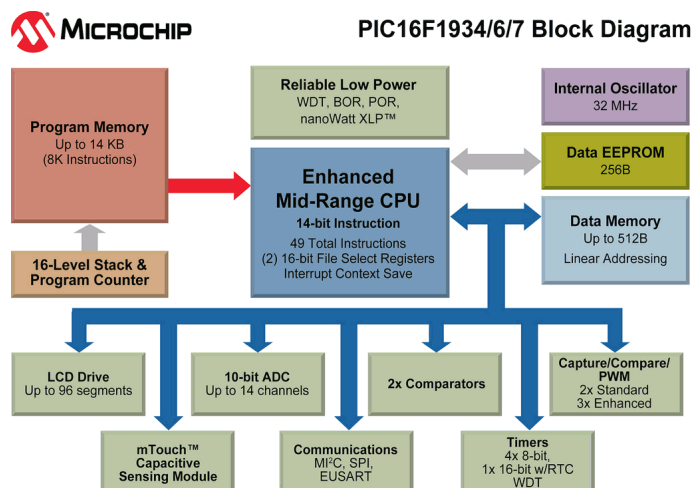 MICROCHIP
PIC16F1934/6/7 Block Diagram
Program Memory
Up to 14 KB
(8K Instructions)
Reliable Low Power
WDT, BOR, POR,
nanoWatt XLP™
Internal Oscillator
32 MHz
Data EEPROM
256B
Enhanced
Mid-Range CPU
14-bit Instruction
49 Total Instructions
(2) 16-bit File Select Registers
Interrupt Context Save
Data Memory
Up to 512B
Linear Addressing
16-Level Stack &
Program Counter
LCD Drive
Up to 96 segments
10-bit ADC
Up to 14 channels
2x Comparators
Capture/Compare/
PWM
2x Standard
3x Enhanced
mTouch™
Capacitive
Sensing Module
Communications
MI²C, SPI,
EUSART
Timers
4x 8-bit,
1x 16-bit w/RTC
WDT